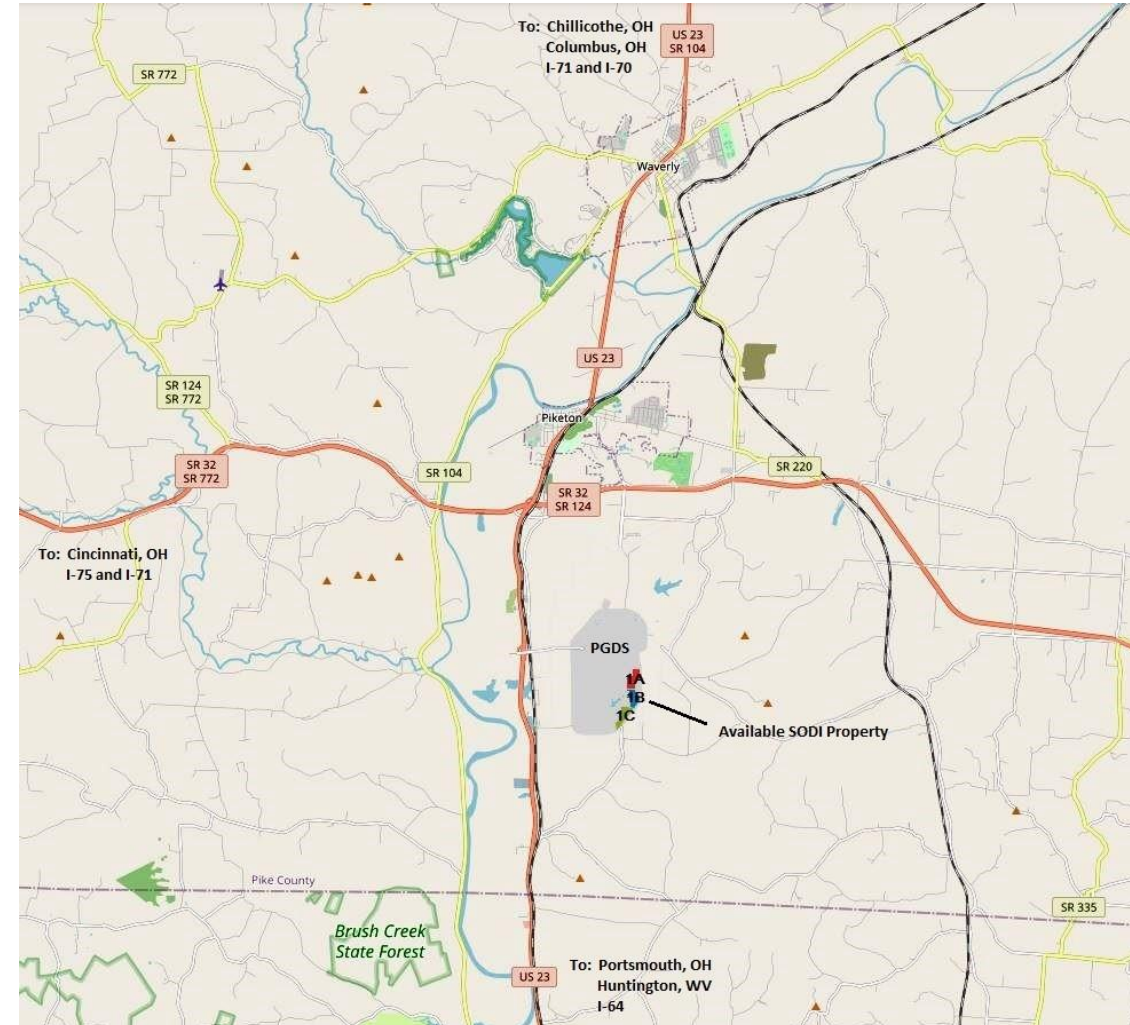 To: Chillicothe, OH
Columbus, OH
I-71 and I-70
US 23
SR 104
SR 772
Waverly
US 23
SR 124
SR 772
Piketon
SR 32
SR 772
SR 104
SR 220
SR 32
SR 124
To: Cincinnati, OH
I-75 and I-71
PGDS
1A
1B
1C
Available SODI Property
Pike County
SR 335
Brush Creek
State Forest
US 23
To: Portsmouth, OH
Huntington, WV
I-64